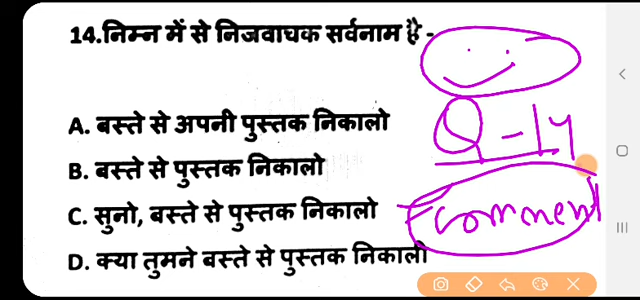 14.निम्न में से निजवाचक सर्वनाम है -
A. बस्ते से अपनी पुस्तक निकालो
Q-14
B. बस्ते से पुस्तक निकालो
C. सुनो, बस्ते से पुस्तक निकालो
comment
D. क्या तुमने बस्ते से पुस्तक निकाली